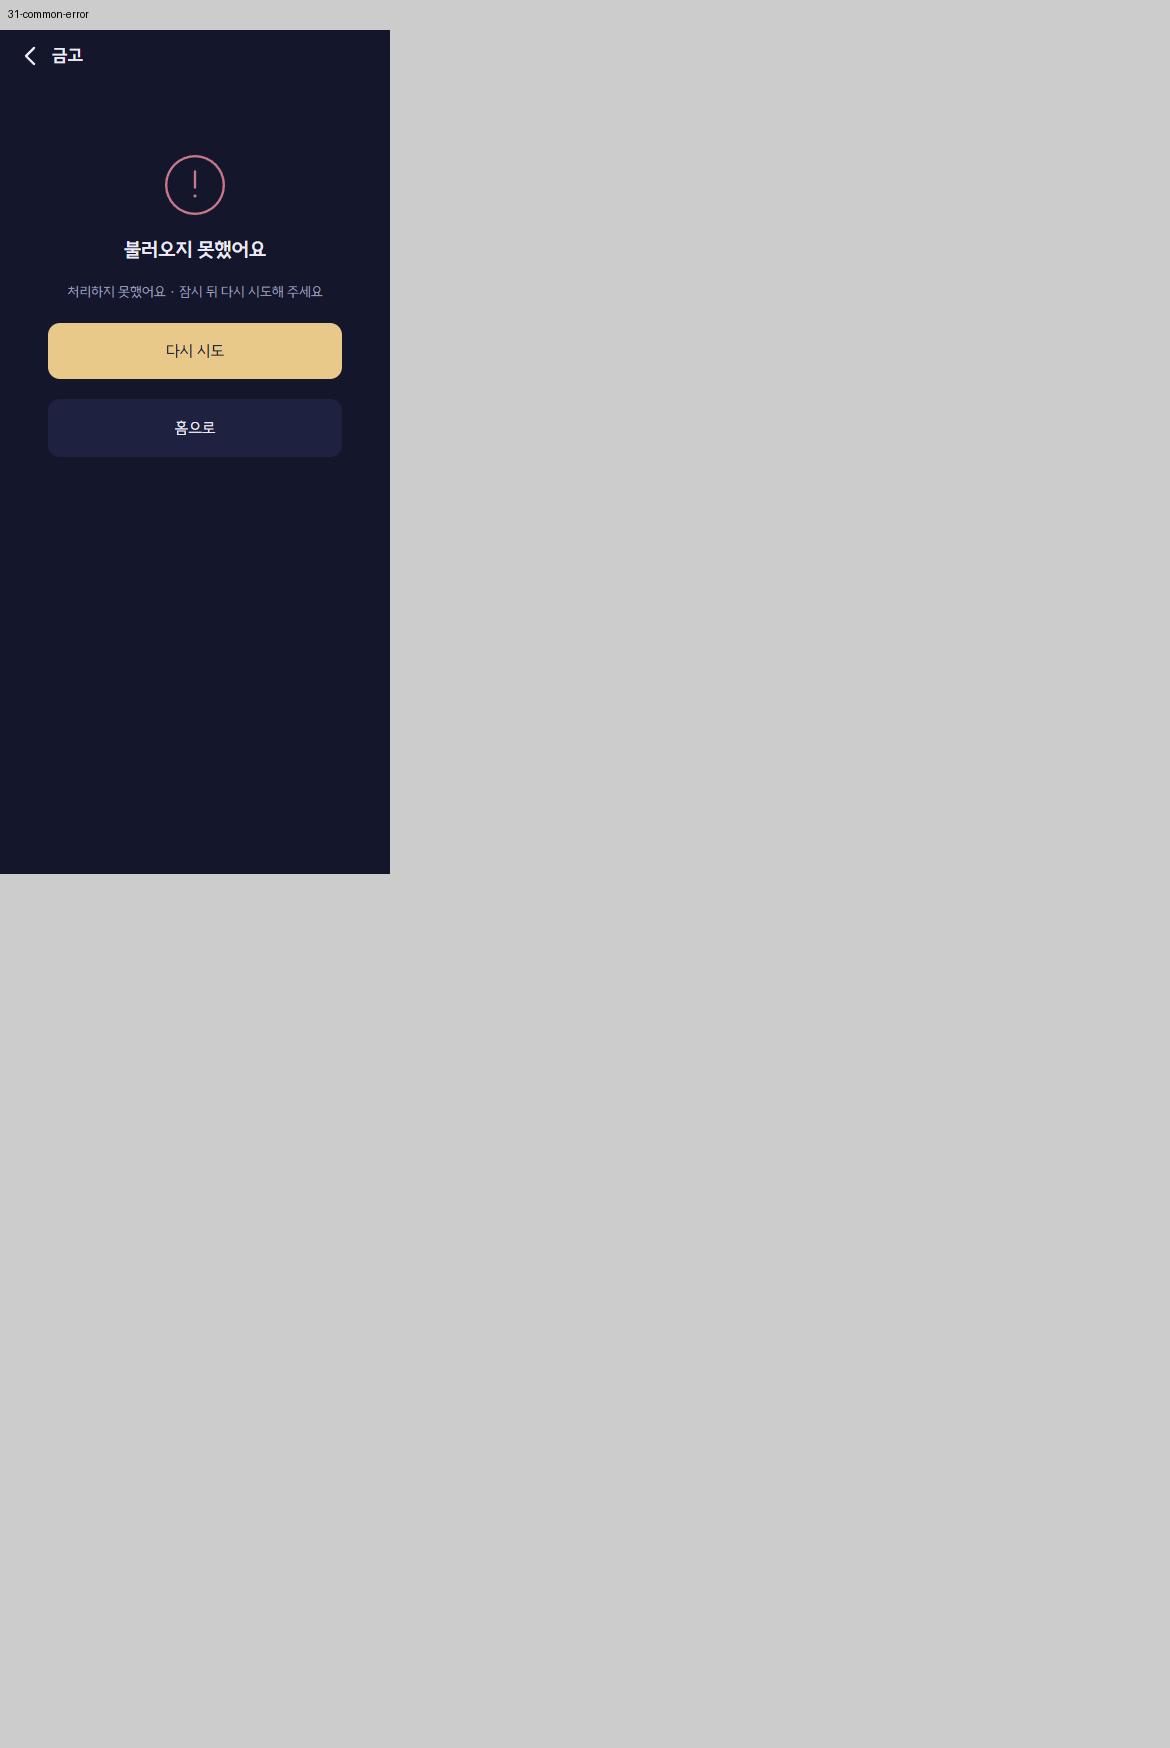 31-common-error
금고
불러오지 못했어요
처리하지 못했어요 · 잠시 뒤 다시 시도해 주세요
다시 시도
홈으로